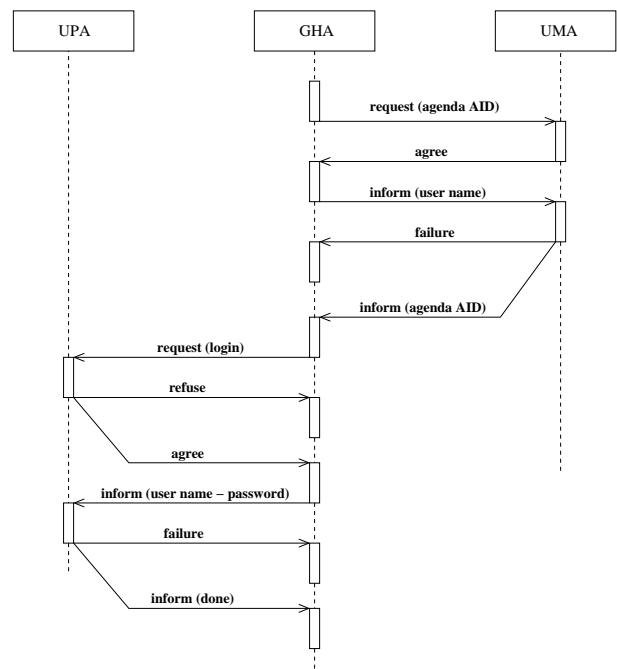 UPA
GHA
UMA
request (agenda AID)
agree
inform (user name)
failure
inform (agenda AID)
request (login)
refuse
agree
inform (user name − password)
failure
inform (done)